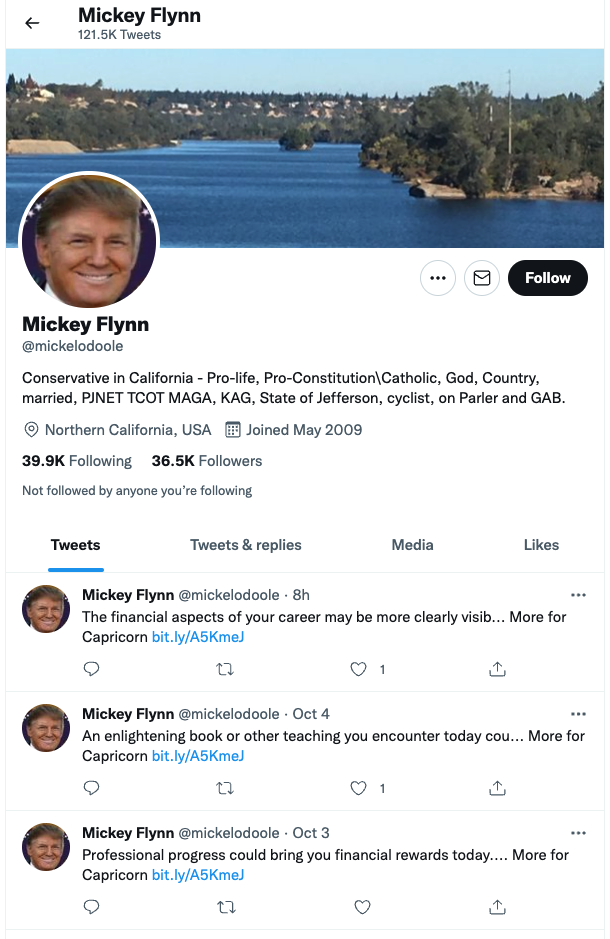 Mickey Flynn
121.5K Tweets
Follow
Mickey Flynn
@mickelodoole
Conservative in California - Pro-life, Pro-Constitution\Catholic, God, Country,
married, PJNET TCOT MAGA, KAG, State of Jefferson, cyclist, on Parler and GAB.
Northern California, USA Joined May 2009
39.9K Following 36.5K Followers
Not followed by anyone you're following
Tweets Tweets & replies Media Likes
Mickey Flynn @mickelodoole · 8h
The financial aspects of your career may be more clearly visib... More for
Capricorn bit.ly/A5KmeJ
1
Mickey Flynn @mickelodoole · Oct 4
An enlightening book or other teaching you encounter today cou... More for
Capricorn bit.ly/A5KmeJ
1
Mickey Flynn @mickelodoole · Oct 3
Professional progress could bring you financial rewards today.... More for
Capricorn bit.ly/A5KmeJ